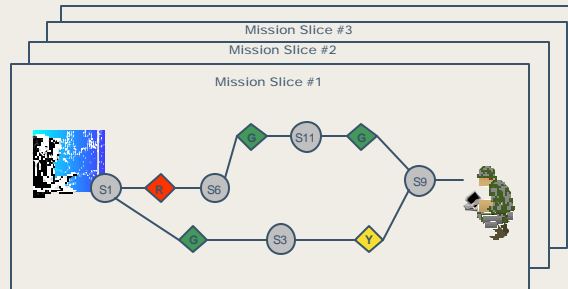 Mission Slice #3
Mission Slice #2
Mission Slice #1
G S11 G
S1 R S6 S9
G S3 Y